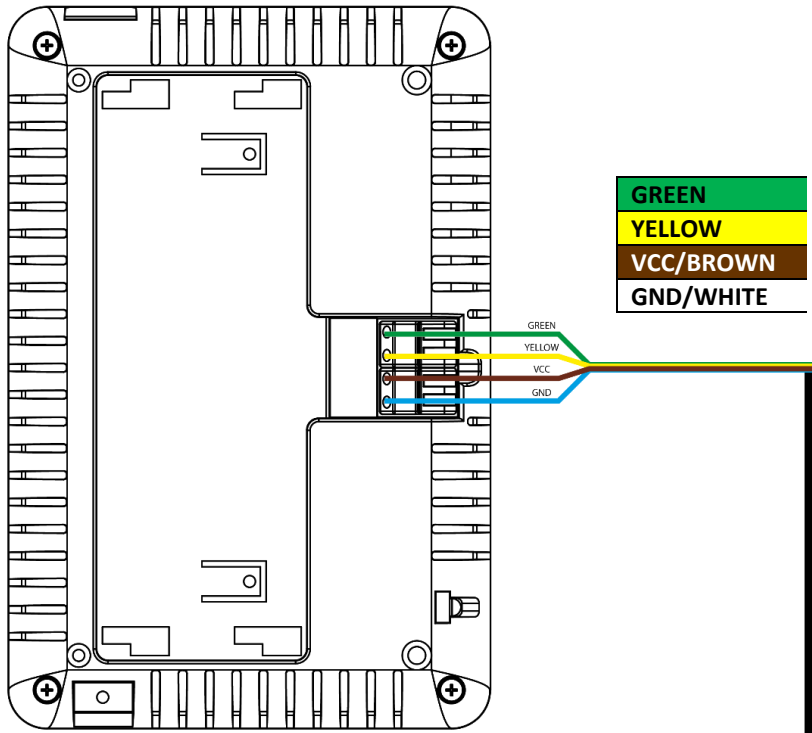 GREEN
YELLOW
VCC/BROWN
GND/WHITE
GREEN
YELLOW
VCC
GND